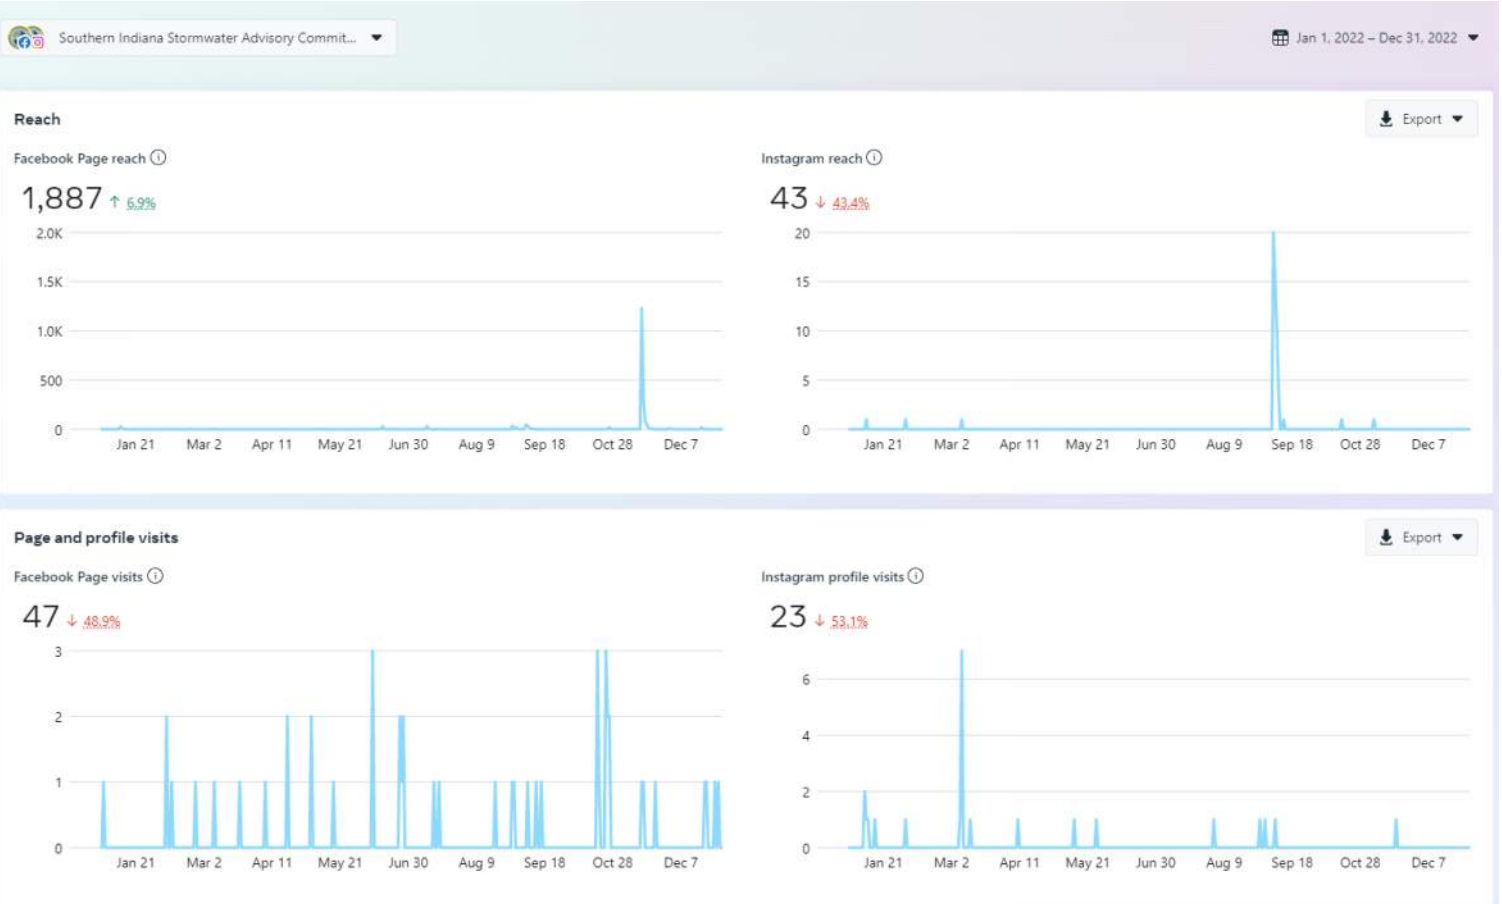 Southern Indiana Stormwater Advisory Commit...
Jan 1, 2022 – Dec 31, 2022
Reach
Export
Facebook Page reach
1,887 ↑ 6.9%
2.0K
1.5K
1.0K
500
0
Jan 21 Mar 2 Apr 11 May 21 Jun 30 Aug 9 Sep 18 Oct 28 Dec 7
Instagram reach
43 ↓ 43.4%
20
15
10
5
0
Jan 21 Mar 2 Apr 11 May 21 Jun 30 Aug 9 Sep 18 Oct 28 Dec 7
Page and profile visits
Export
Facebook Page visits
47 ↓ 48.9%
3
2
1
0
Jan 21 Mar 2 Apr 11 May 21 Jun 30 Aug 9 Sep 18 Oct 28 Dec 7
Instagram profile visits
23 ↓ 53.1%
6
4
2
0
Jan 21 Mar 2 Apr 11 May 21 Jun 30 Aug 9 Sep 18 Oct 28 Dec 7